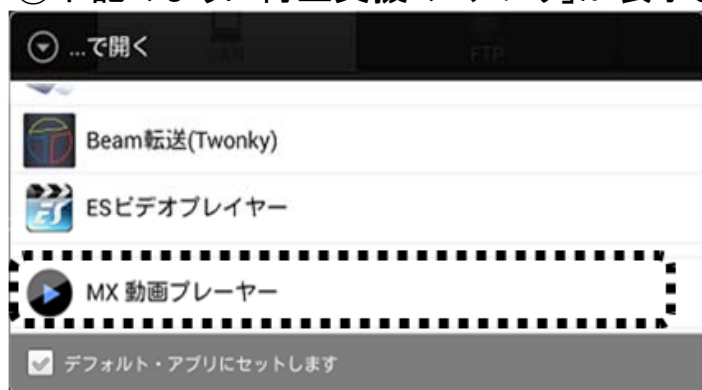 …で開く
LAN
FTP
Beam転送(Twonky)
ESビデオプレイヤー
MX 動画プレーヤー
デフォルト・アプリにセットします